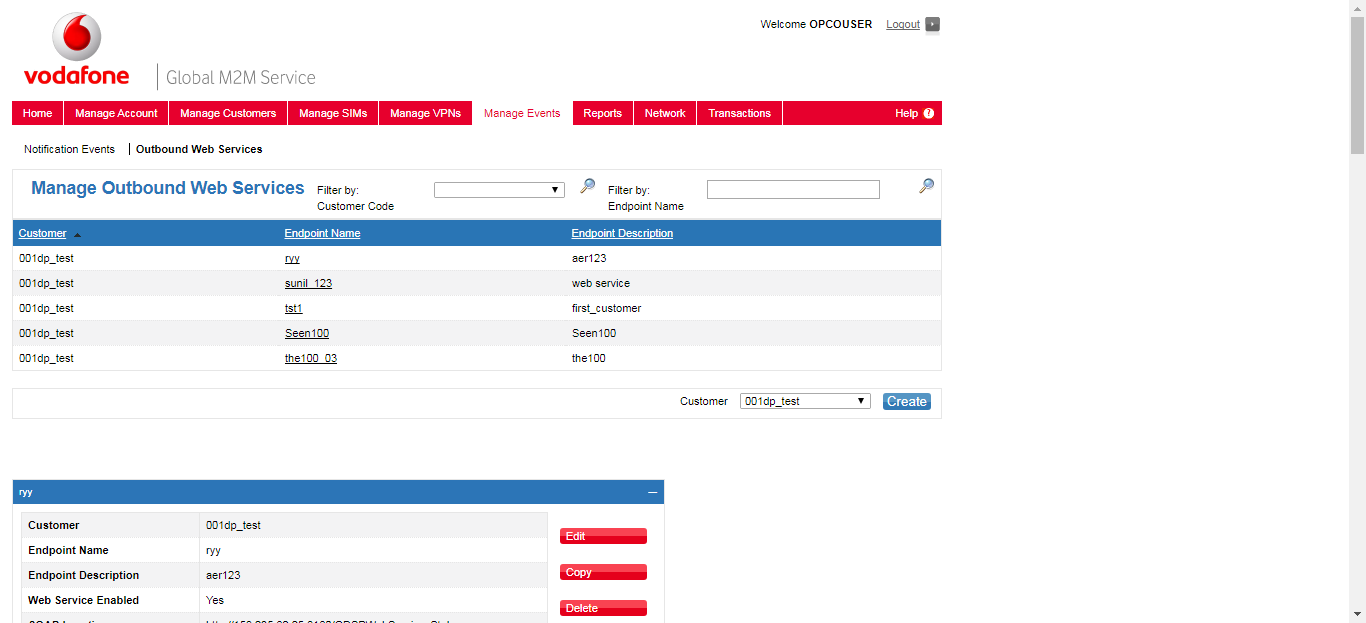 Welcome OPCOUSER Logout
vodafone Global M2M Service
Home Manage Account Manage Customers Manage SIMs Manage VPNs Manage Events Reports Network Transactions Help ?
Notification Events Outbound Web Services
Manage Outbound Web Services Filter by: Customer Code Filter by: Endpoint Name
Customer Endpoint Name Endpoint Description
001dp_test ryy aer123
001dp_test sunil_123 web service
001dp_test tst1 first_customer
001dp_test Seen100 Seen100
001dp_test the100_03 the100
Customer 001dp_test Create
ryy
Customer 001dp_test
Edit
Endpoint Name ryy
Endpoint Description aer123
Copy
Web Service Enabled Yes
Delete